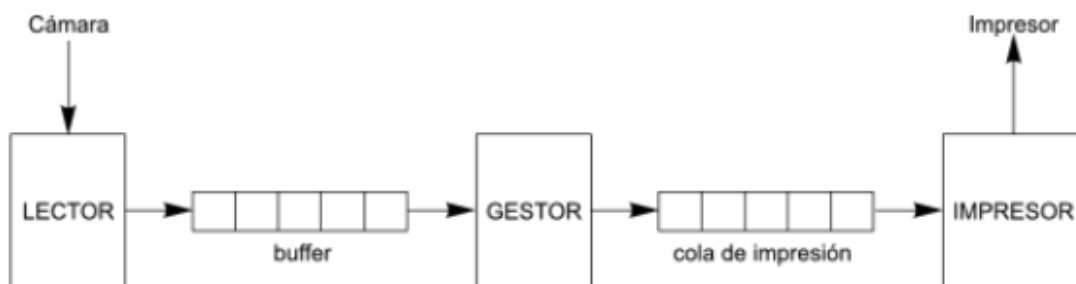 Cámara
Impresor
LECTOR
GESTOR
IMPRESOR
buffer
cola de impresión